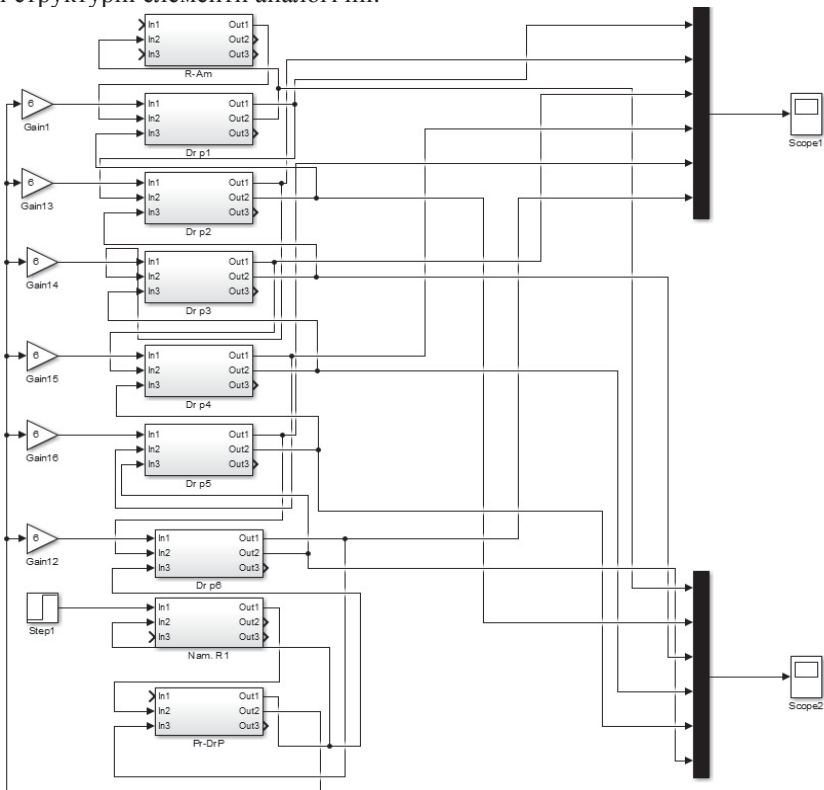 структурні елементи аналогічні.
In1 Out1
In2 Out2
In3 Out3
R-Am
6
Gain1
In1 Out1
In2 Out2
In3 Out3
Dr p1
Scope1
6
Gain13
In1 Out1
In2 Out2
In3 Out3
Dr p2
6
Gain14
In1 Out1
In2 Out2
In3 Out3
Dr p3
6
Gain15
In1 Out1
In2 Out2
In3 Out3
Dr p4
6
Gain16
In1 Out1
In2 Out2
In3 Out3
Dr p5
6
Gain12
In1 Out1
In2 Out2
In3 Out3
Dr p6
Step1
In1 Out1
In2 Out2
In3 Out3
Nam. R1
Scope2
In1 Out1
In2 Out2
In3 Out3
Pr-DrP